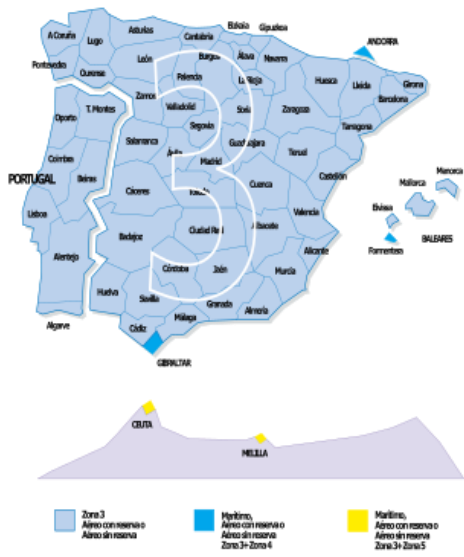 Bizkaia
Gipuzkoa
Asturias
Cantabria
A Coruña
Lugo
ANDORRA
León
Burgos
Álava
Navarra
Pontevedra
Ourense
Palencia
La Rioja
Huesca
Lleida
Girona
Zamora
Barcelona
Oporto
T. Montes
Valladolid
Soria
Zaragoza
Segovia
Tarragona
Salamanca
Ávila
Guadalajara
Teruel
Coimbra
Madrid
Menorca
PORTUGAL
Beiras
Cáceres
Toledo
Cuenca
Castellón
Mallorca
Lisboa
Valencia
Eivissa
Badajoz
Ciudad Real
Albacete
BALEARES
Alentejo
Alicante
Formentera
Córdoba
Jaén
Murcia
Huelva
Sevilla
Granada
Almería
Algarve
Cádiz
Málaga
GIBRALTAR
3
CEUTA
MELILLA
Zona 3
Aéreo con reserva o
Aéreo sin reserva
Marítimo,
Aéreo con reserva o
Aéreo sin reserva
Zona 3+Zona 4
Marítimo,
Aéreo con reserva o
Aéreo sin reserva
Zona 3+Zona 5